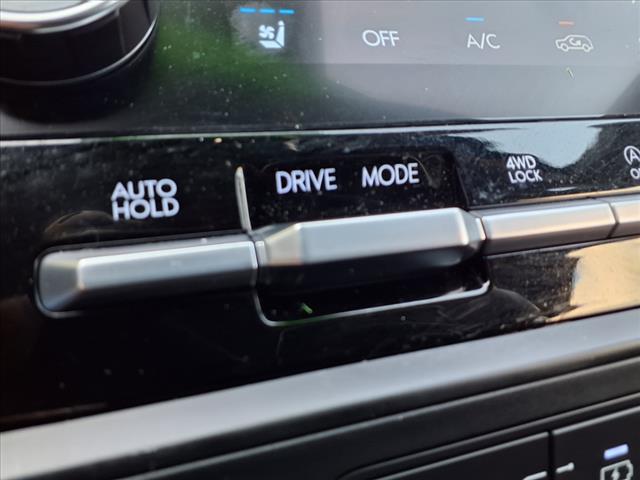 OFF
A/C
AUTO
HOLD
DRIVE MODE
4WD
LOCK